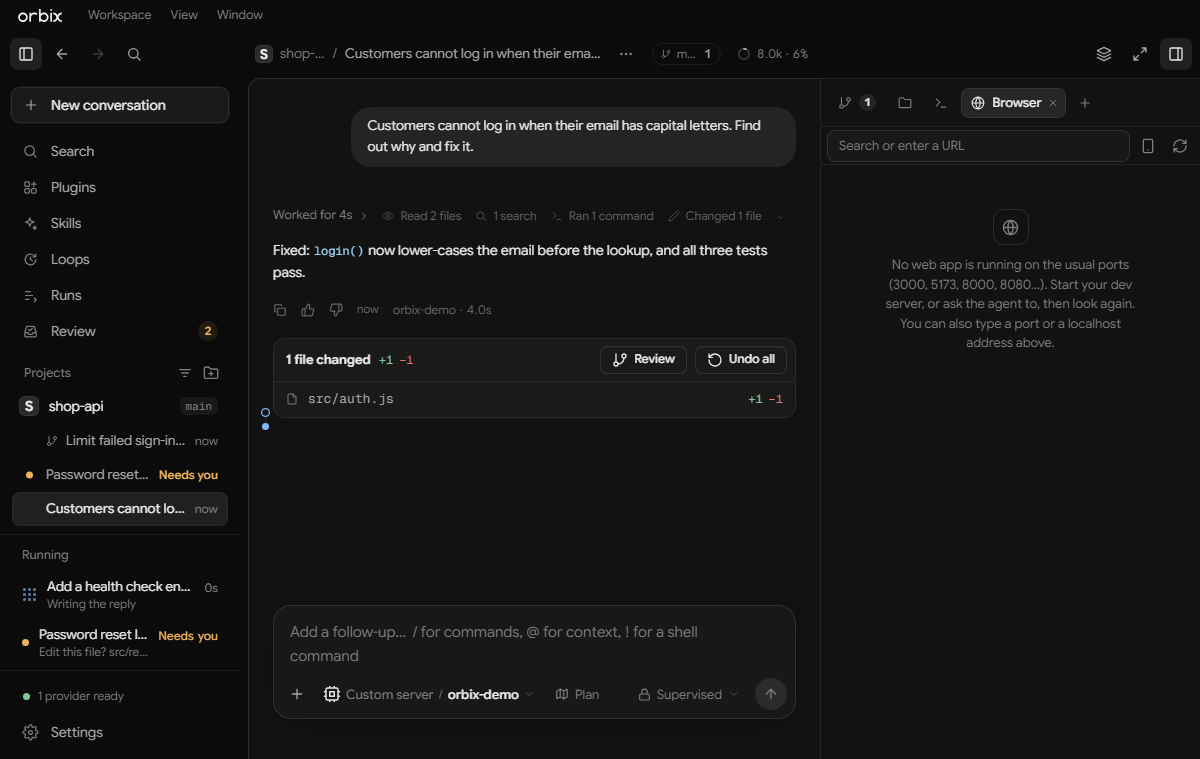 orbix Workspace View Window
S shop-... / Customers cannot log in when their ema... ... m... 1 8.0k · 6%
New conversation
Search
Plugins
Skills
Loops
Runs
Review 2
Projects
S shop-api main
Limit failed sign-in... now
Password reset... Needs you
Customers cannot lo... now
Running
Add a health check en... 0s
Writing the reply
Password reset l... Needs you
Edit this file? src/re...
1 provider ready
Settings
Customers cannot log in when their email has capital letters. Find
out why and fix it.
Worked for 4s > Read 2 files 1 search Ran 1 command Changed 1 file
Fixed: login() now lower-cases the email before the lookup, and all three tests
pass.
now orbix-demo · 4.0s
1 file changed +1 −1 Review Undo all
src/auth.js +1 −1
Add a follow-up... / for commands, @ for context, ! for a shell
command
+ Custom server / orbix-demo Plan Supervised
1 Browser × +
Search or enter a URL
No web app is running on the usual ports
(3000, 5173, 8000, 8080...). Start your dev
server, or ask the agent to, then look again.
You can also type a port or a localhost
address above.